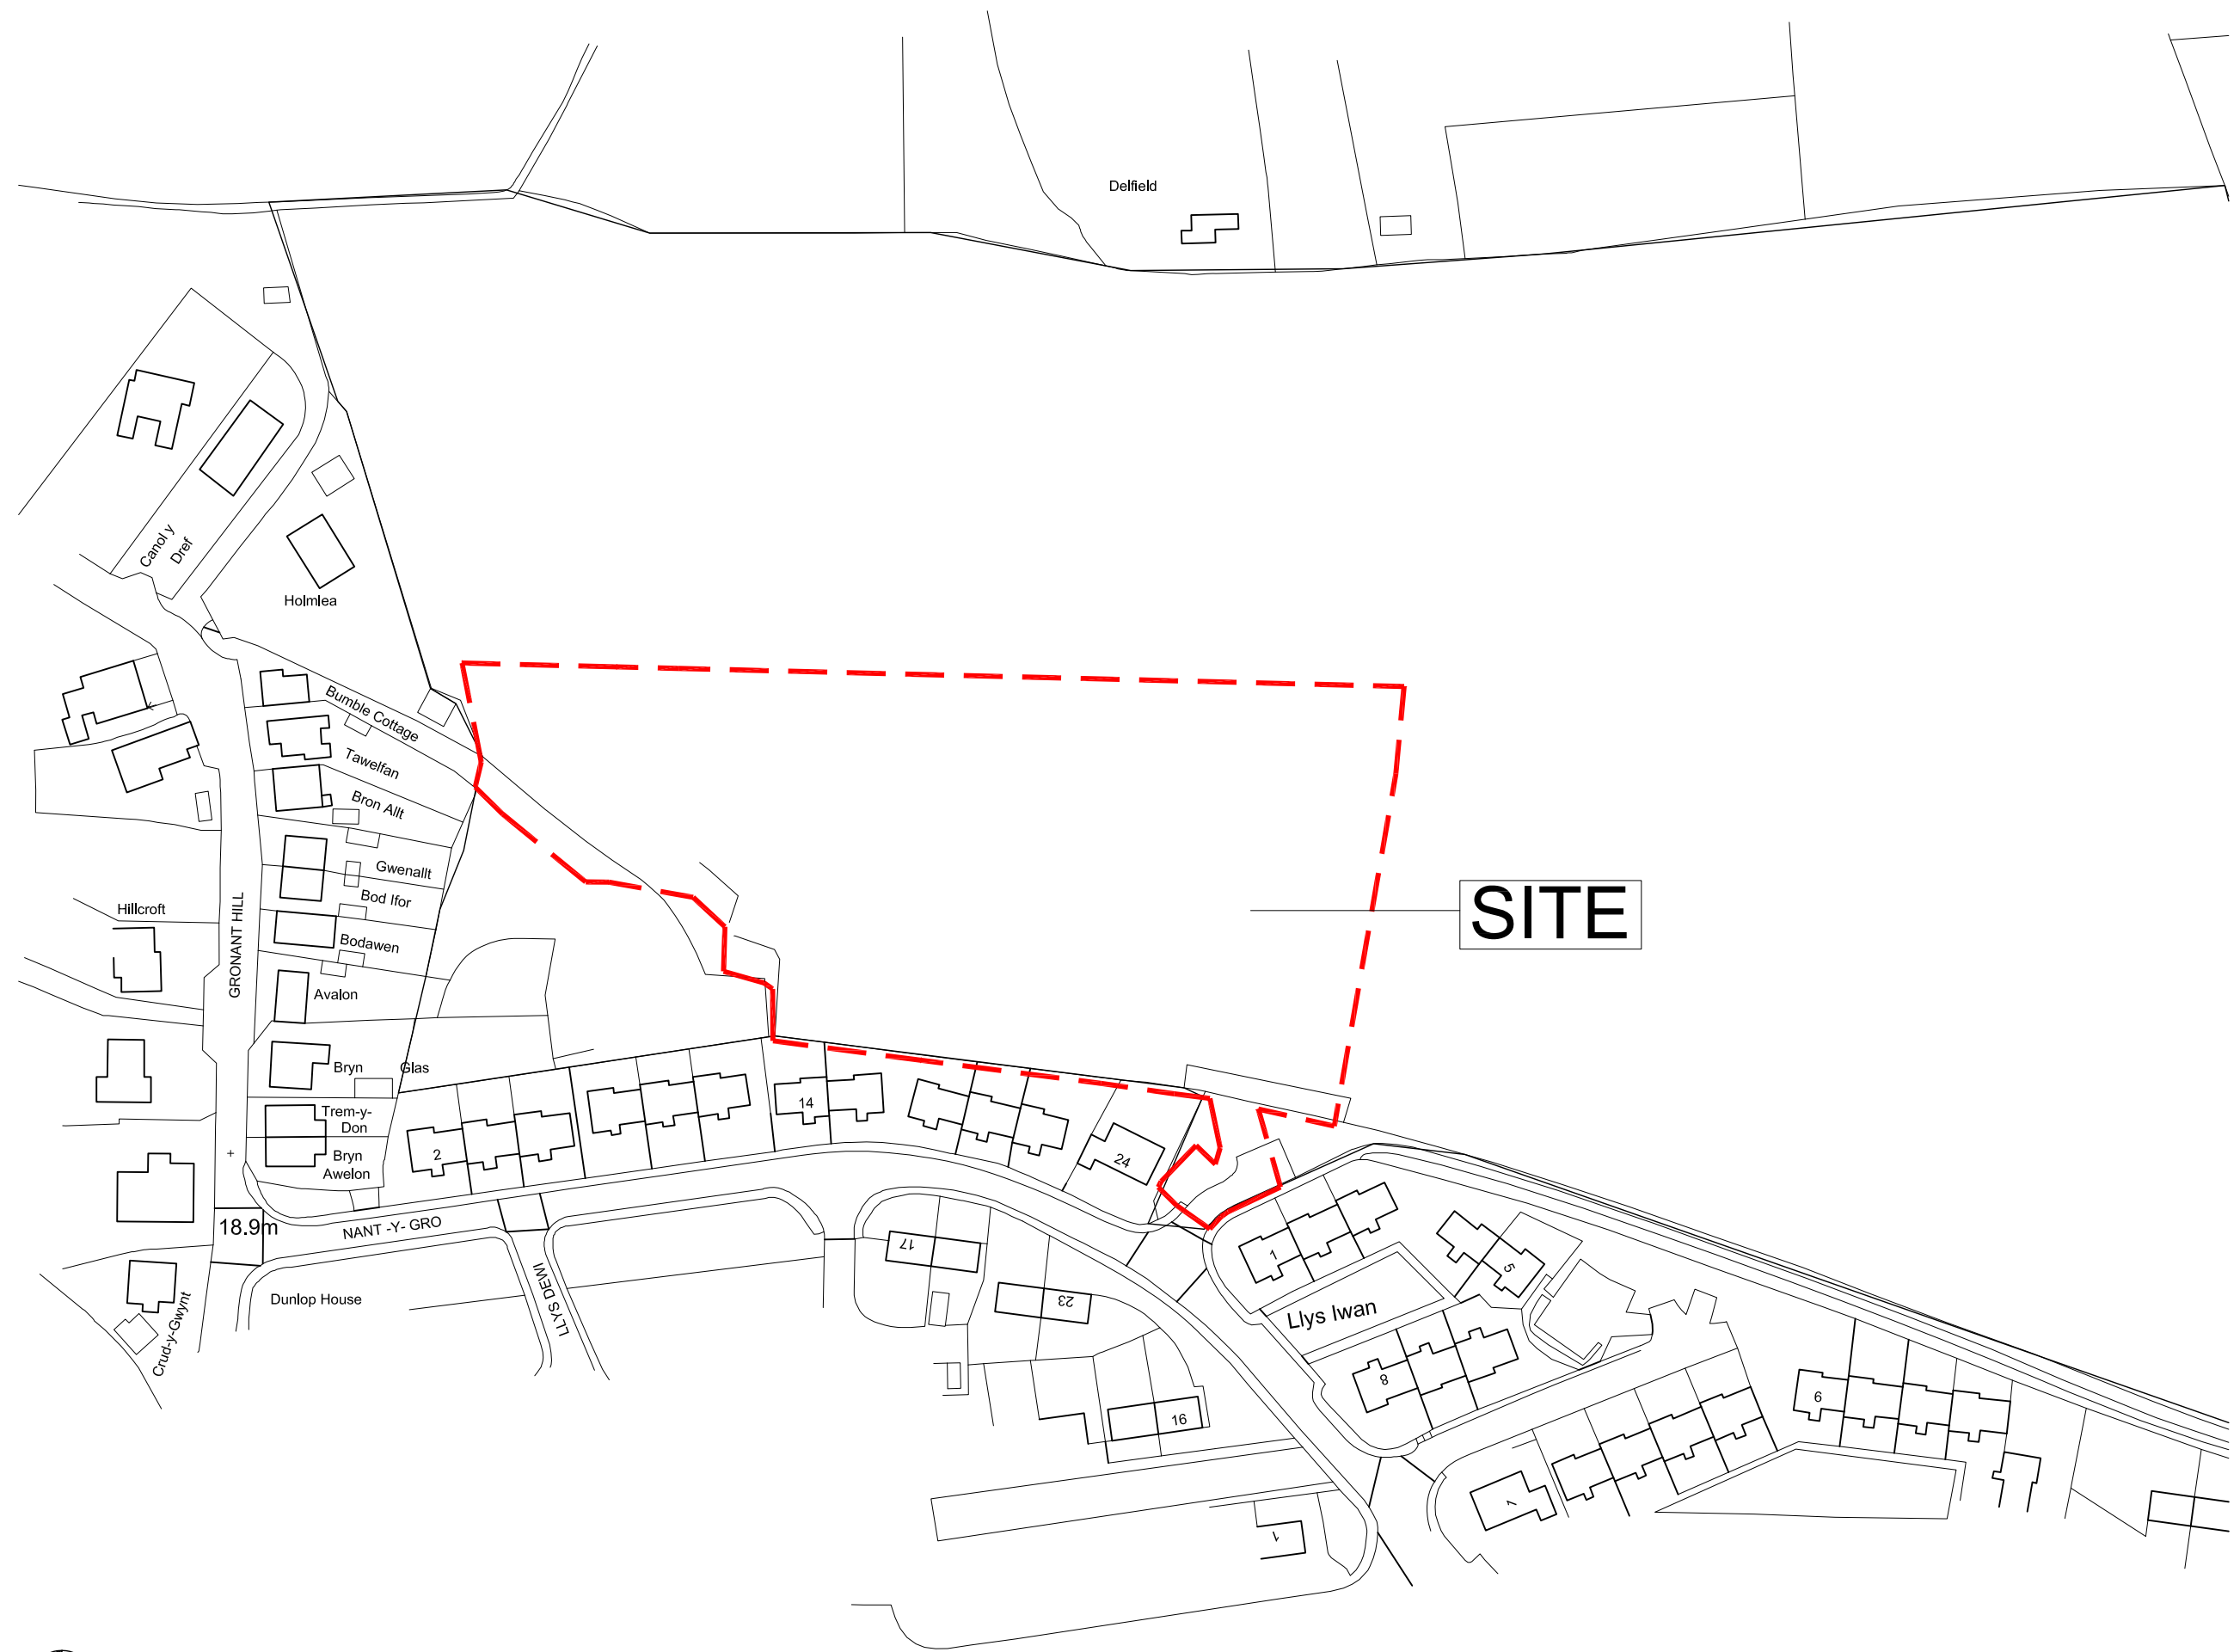 Delfield
Canol y
Dref
Holmlea
Bumble Cottage
Tawelfan
Bron Allt
Gwenallt
Bod Ifor
Bodawen
Hillcroft
GRONANT HILL
SITE
Avalon
Bryn Glas
Trem-y-
Don
Bryn
Awelon
2
14
24
18.9m
NANT -Y- GRO
LLYS DEWI
Dunlop House
Crud-y-Gwynt
17
23
16
1
5
Llys Iwan
8
6
1